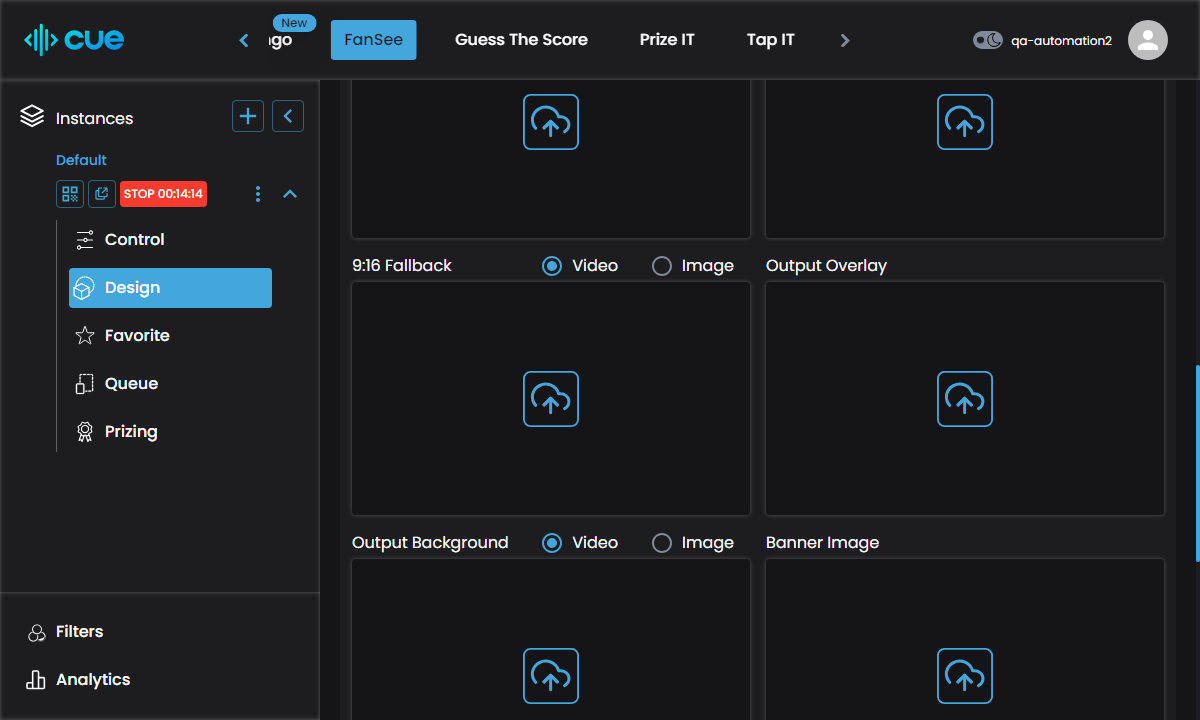 cue
New
FanSee
Guess The Score
Prize IT
Tap IT
qa-automation2
Instances
Default
STOP 00:14:14
Control
Design
Favorite
Queue
Prizing
Filters
Analytics
9:16 Fallback
Video
Image
Output Overlay
Output Background
Video
Image
Banner Image